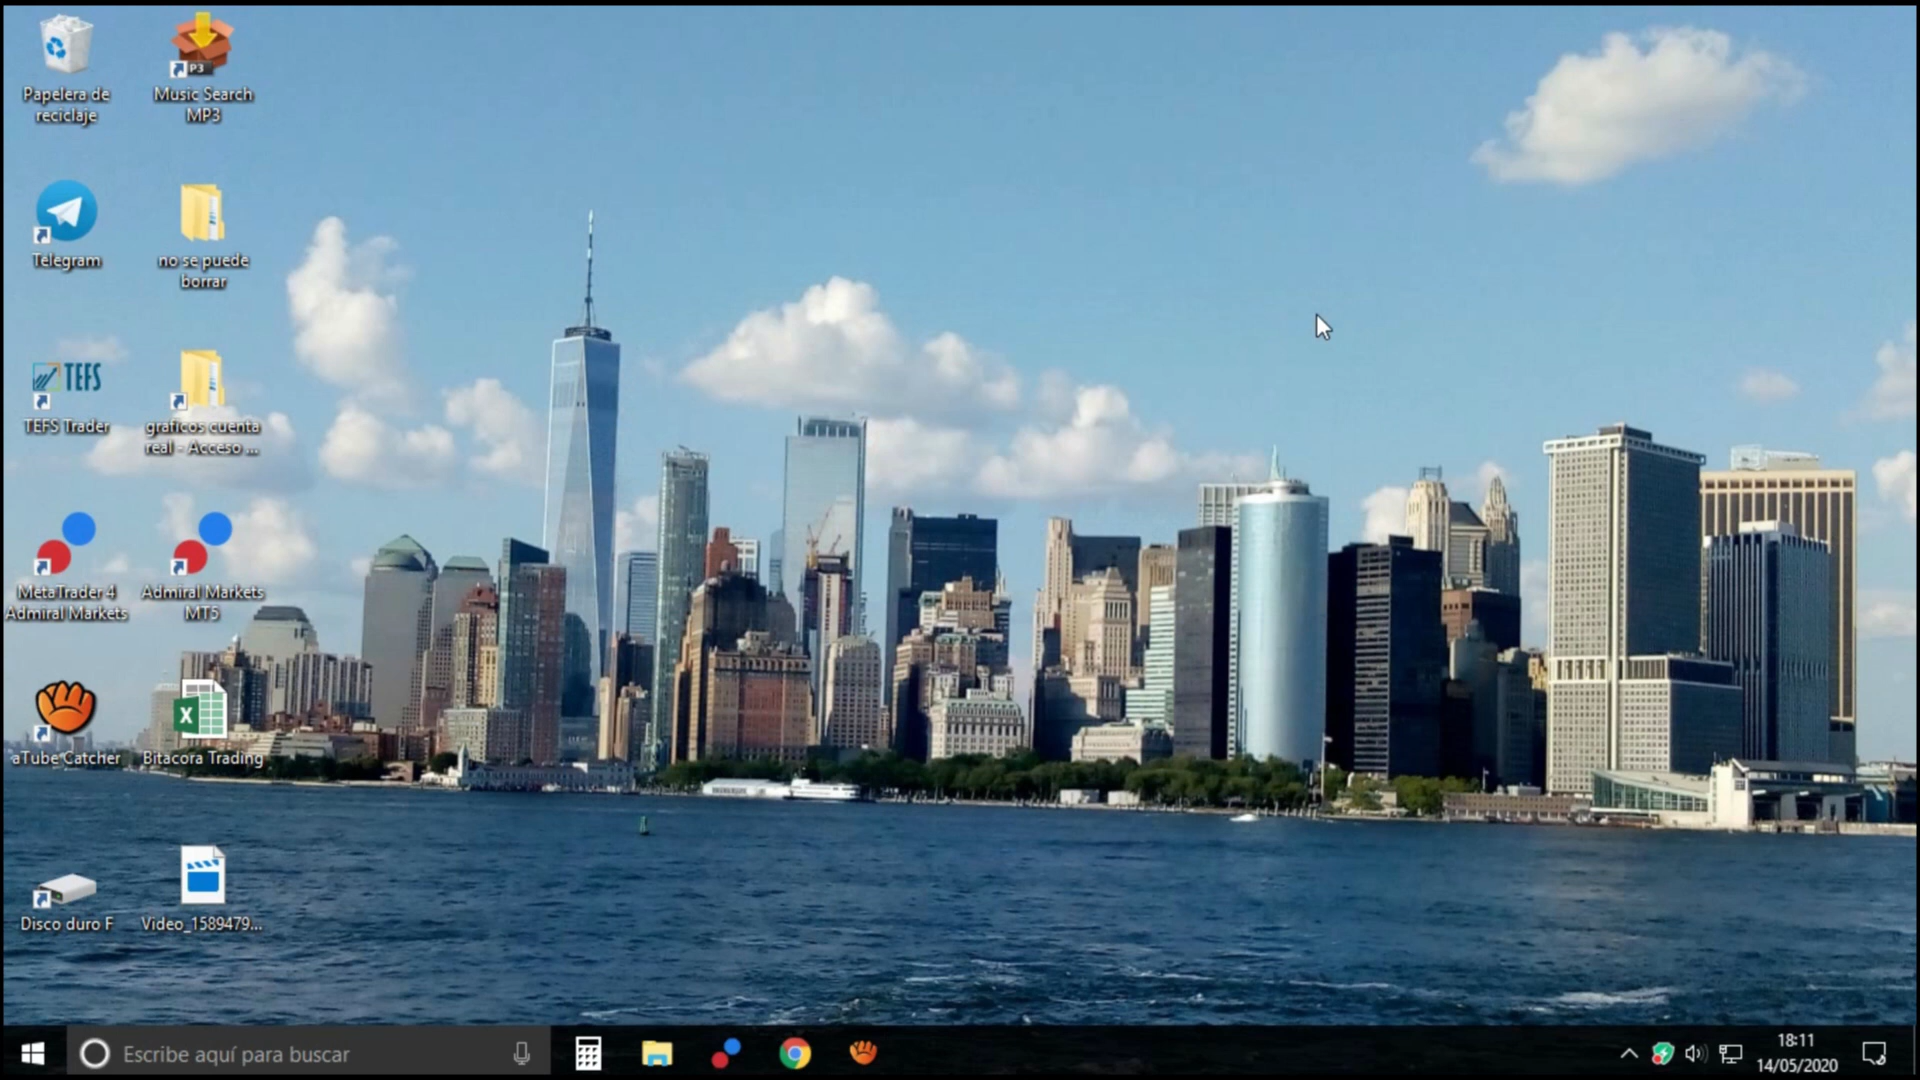 Papelera de
reciclaje
P3
Music Search
MP3
Telegram
no se puede
borrar
TEFS
TEFS Trader
graficos cuenta
real - Acceso ...
MetaTrader 4
Admiral Markets
Admiral Markets
MT5
aTube Catcher
X
Bitacora Trading
Disco duro F
Video_1589479...
Escribe aquí para buscar
18:11
14/05/2020